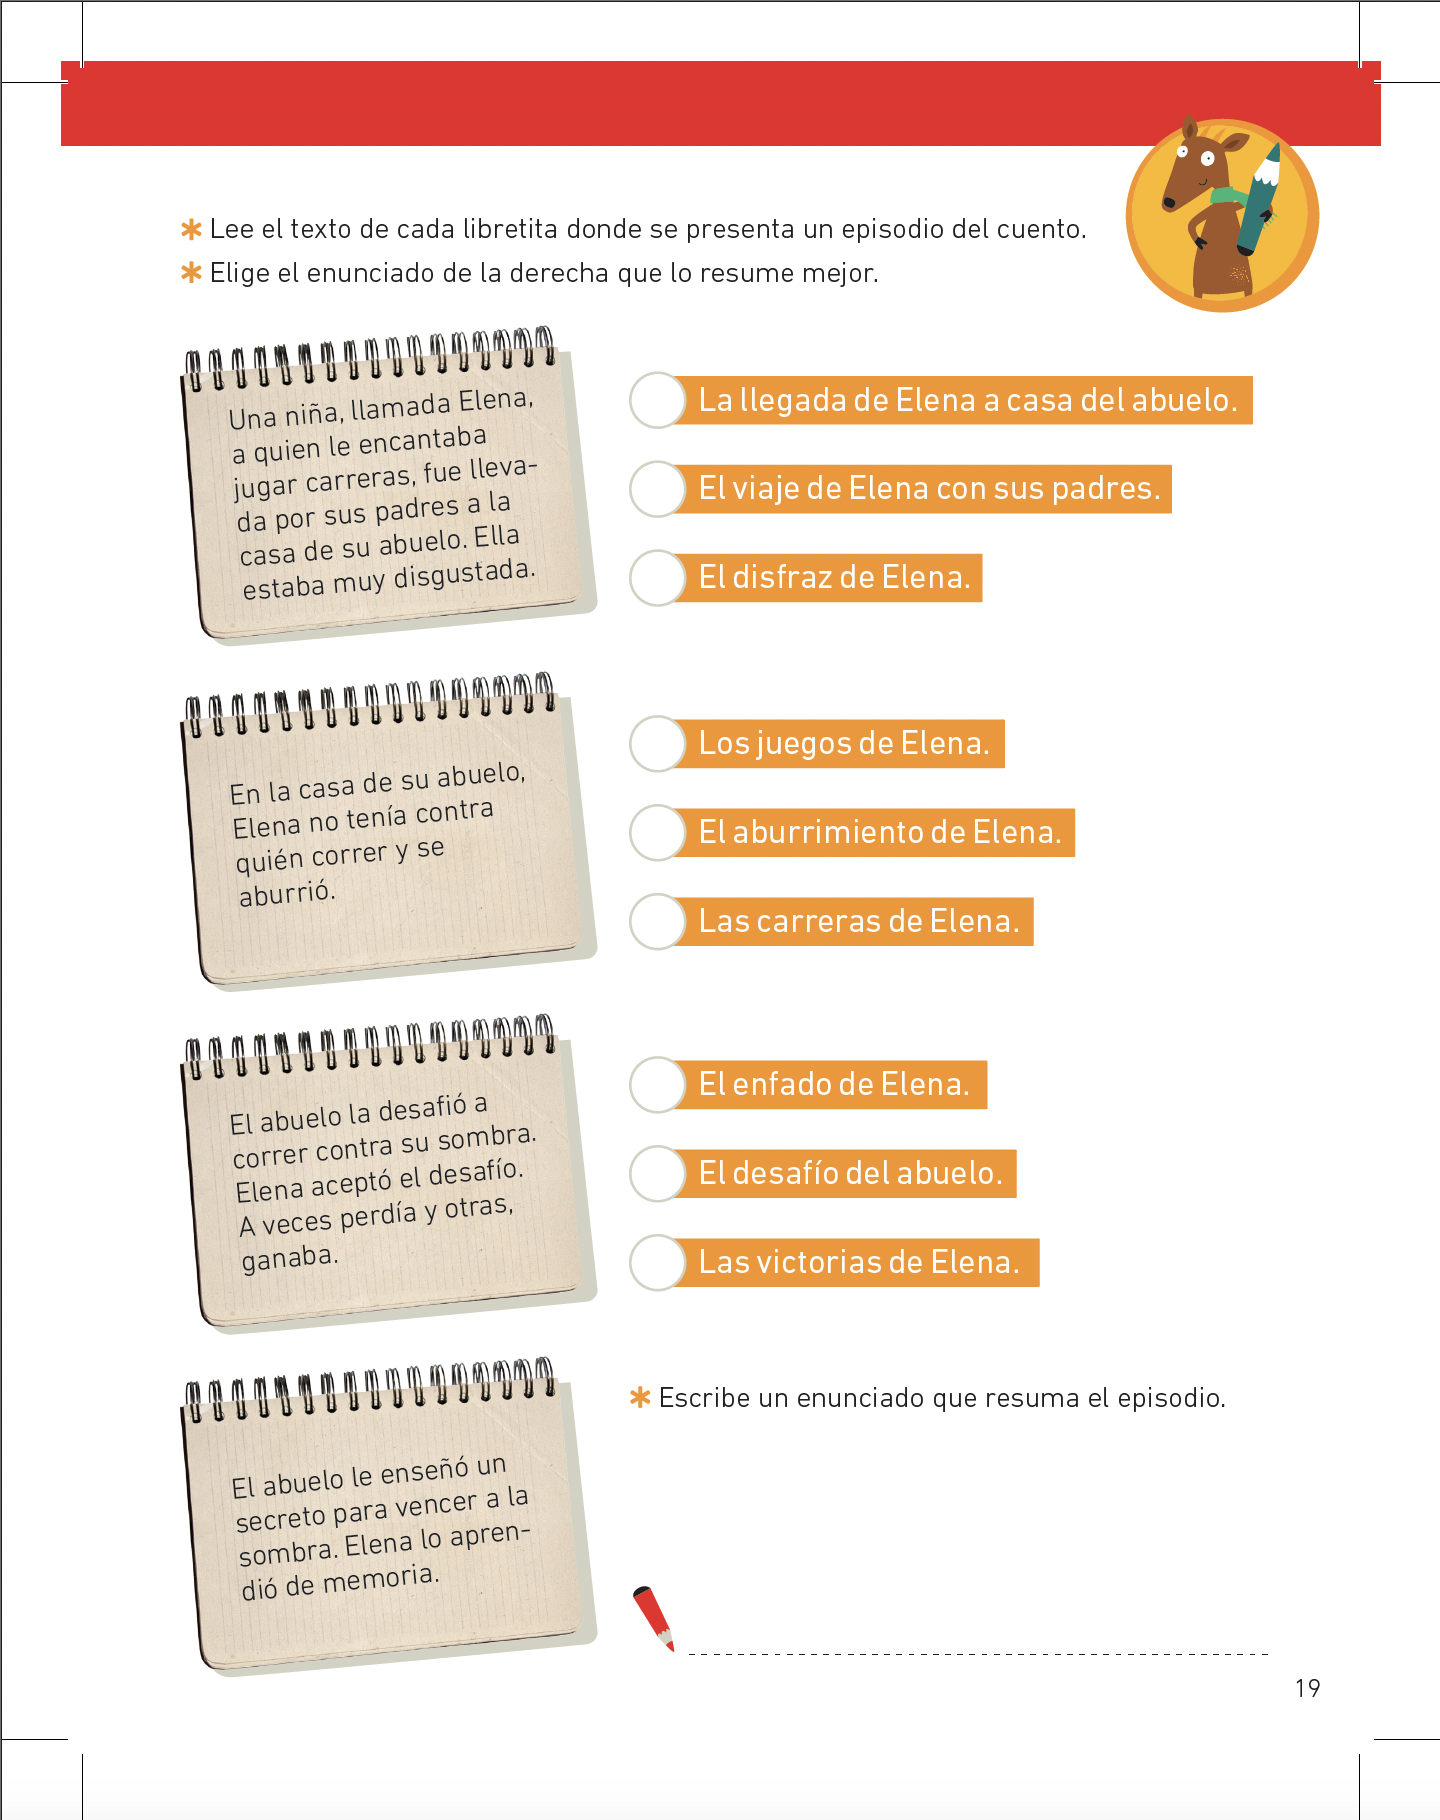 Lee el texto de cada libretita donde se presenta un episodio del cuento.
Elige el enunciado de la derecha que lo resume mejor.
Una niña, llamada Elena,
a quien le encantaba
jugar carreras, fue lleva-
da por sus padres a la
casa de su abuelo. Ella
estaba muy disgustada.
La llegada de Elena a casa del abuelo.
El viaje de Elena con sus padres.
El disfraz de Elena.
En la casa de su abuelo,
Elena no tenía contra
quién correr y se
aburrió.
Los juegos de Elena.
El aburrimiento de Elena.
Las carreras de Elena.
El abuelo la desafió a
correr contra su sombra.
Elena aceptó el desafío.
A veces perdía y otras,
ganaba.
El enfado de Elena.
El desafío del abuelo.
Las victorias de Elena.
El abuelo le enseñó un
secreto para vencer a la
sombra. Elena lo apren-
dió de memoria.
Escribe un enunciado que resuma el episodio.
19